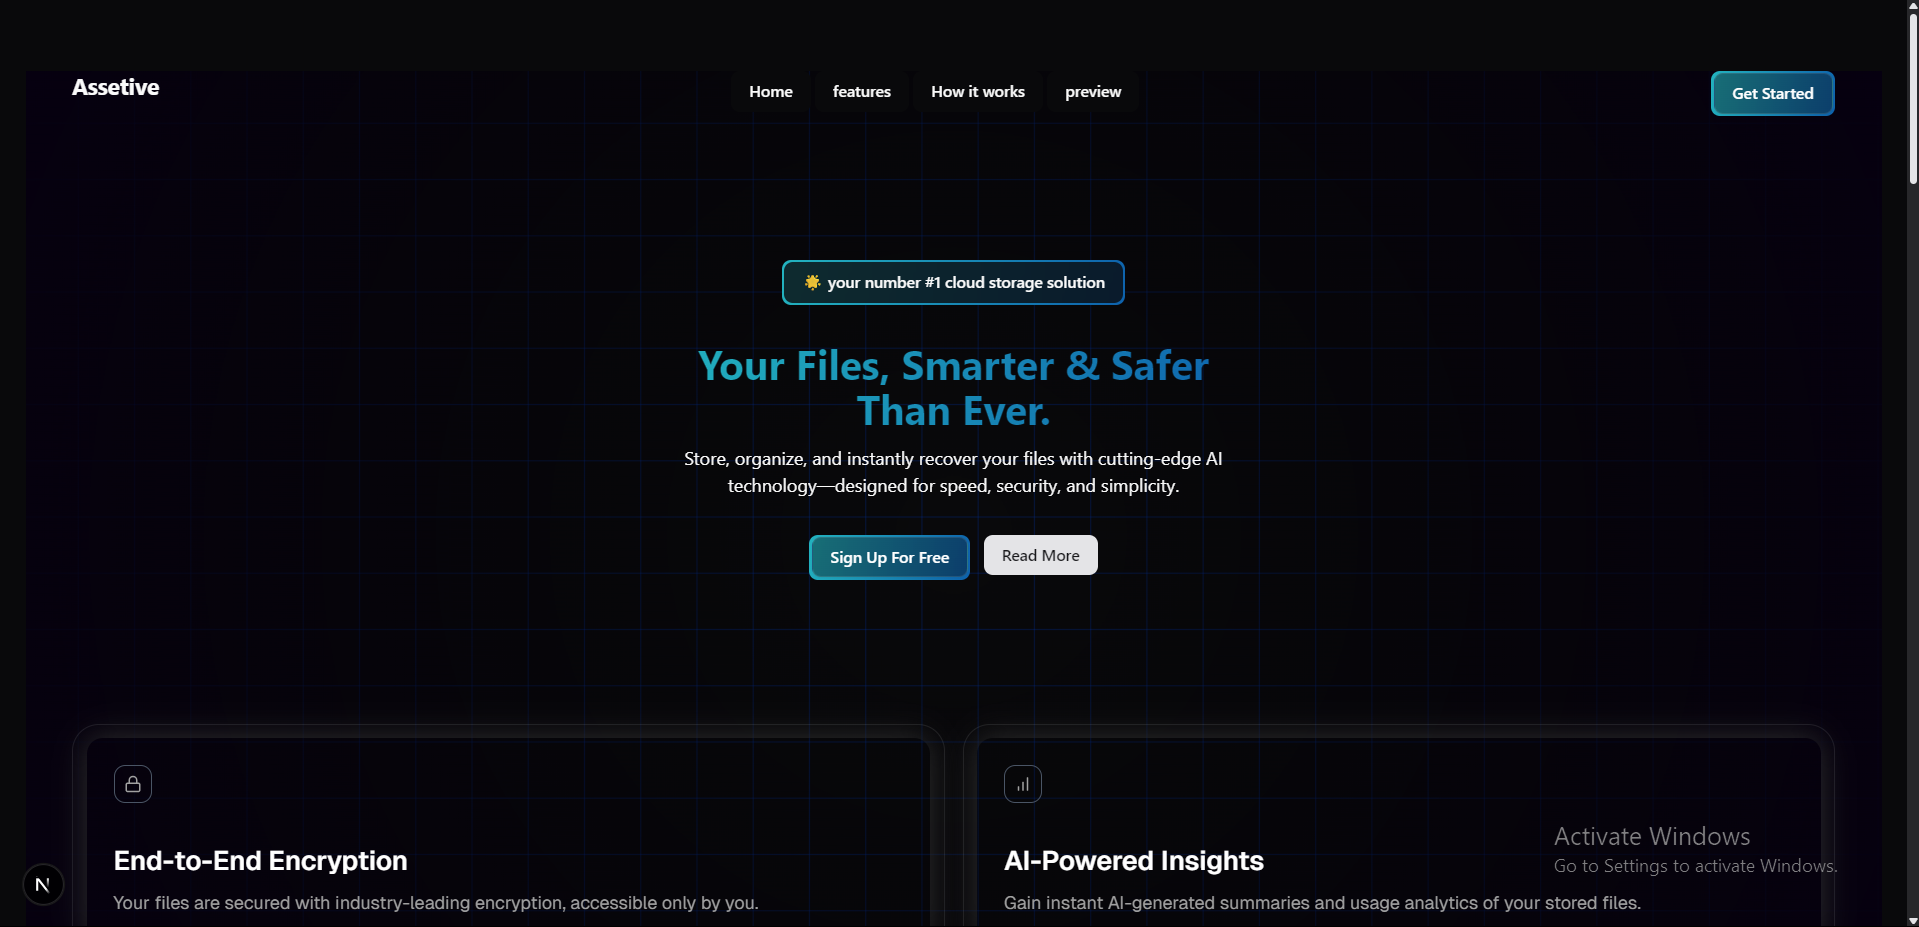 Assetive
Home features How it works preview
Get Started
your number #1 cloud storage solution
Your Files, Smarter & Safer
Than Ever.
Store, organize, and instantly recover your files with cutting-edge AI
technology—designed for speed, security, and simplicity.
Sign Up For Free
Read More
End-to-End Encryption
Your files are secured with industry-leading encryption, accessible only by you.
AI-Powered Insights
Gain instant AI-generated summaries and usage analytics of your stored files.
Activate Windows
Go to Settings to activate Windows.
N